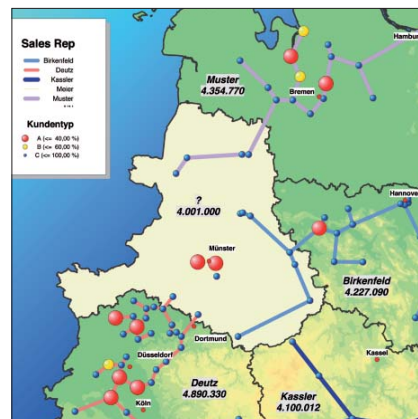 Sales Rep
Birkenfeld
Deutz
Kassler
Meier
Muster
Kundentyp
A (<= 40,00 %)
B (<= 60,00 %)
C (<=100,00 %)
Hambur
Muster
4.354.770
Bremen
Hannove
?
4.001.000
Münster
Birkenfeld
4.227.090
Dortmund
Düsseldorf
Kassel
Deutz
4.890.330
Kassler
4.100.012
Köln